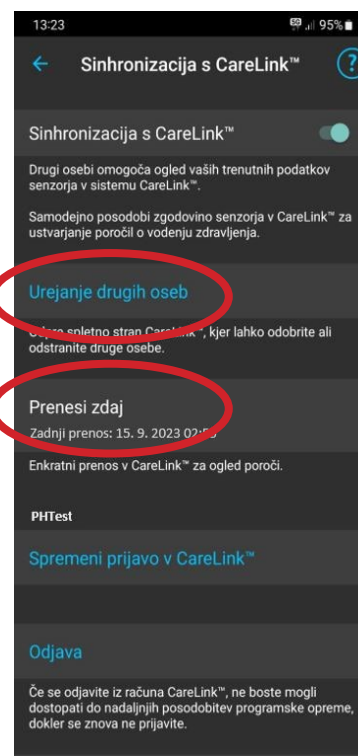 13:23
95%
Sinhronizacija s CareLink™
?
Sinhronizacija s CareLink™
Drugi osebi omogoča ogled vaših trenutnih podatkov
senzorja v sistemu CareLink™.
Samodejno posodobi zgodovino senzorja v CareLink™ za
ustvarjanje poročil o vodenju zdravljenja.
Urejanje drugih oseb
spletno stran CareLink™, kjer lahko odobrite ali
odstranite druge osebe.
Prenesi zdaj
Zadnji prenos: 15. 9. 2023
Enkratni prenos v CareLink™ za ogled poroči.
PHTest
Spremeni prijavo v CareLink™
Odjava
Če se odjavite iz računa CareLink™, ne boste mogli
dostopati do nadaljnjih posodobitev programske opreme,
dokler se znova ne prijavite.